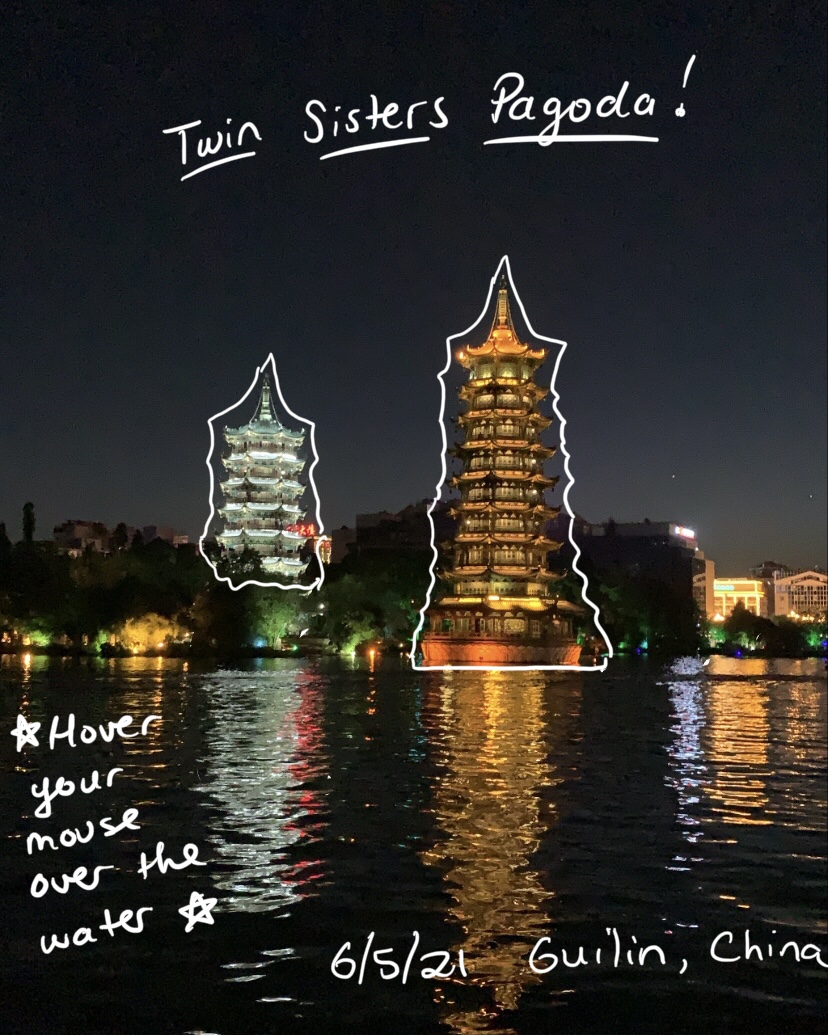 Twin Sisters Pagoda!
☆Hover
your
mouse
over the
water ☆
6/5/21 Guilin, China